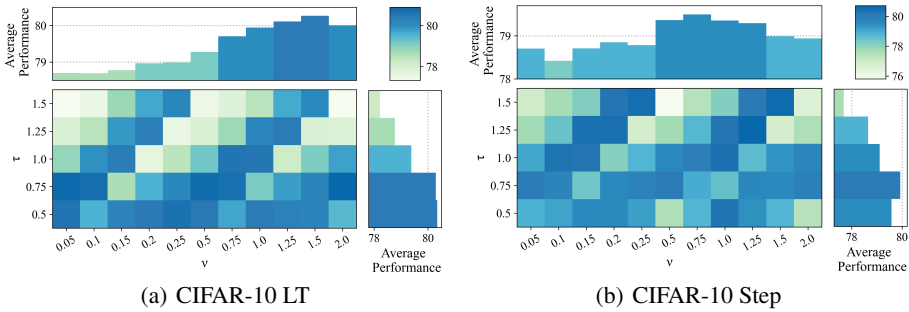 Average
Performance
80
79
80
78
1.5
1.25
1.0
0.75
0.5
τ
0.05 0.1 0.15 0.2 0.25 0.5 0.75 1.0 1.25 1.5 2.0
ν
78 80
Average
Performance
(a) CIFAR-10 LT
Average
Performance
79
78
80
78
76
1.5
1.25
1.0
0.75
0.5
τ
0.05 0.1 0.15 0.2 0.25 0.5 0.75 1.0 1.25 1.5 2.0
ν
78 80
Average
Performance
(b) CIFAR-10 Step